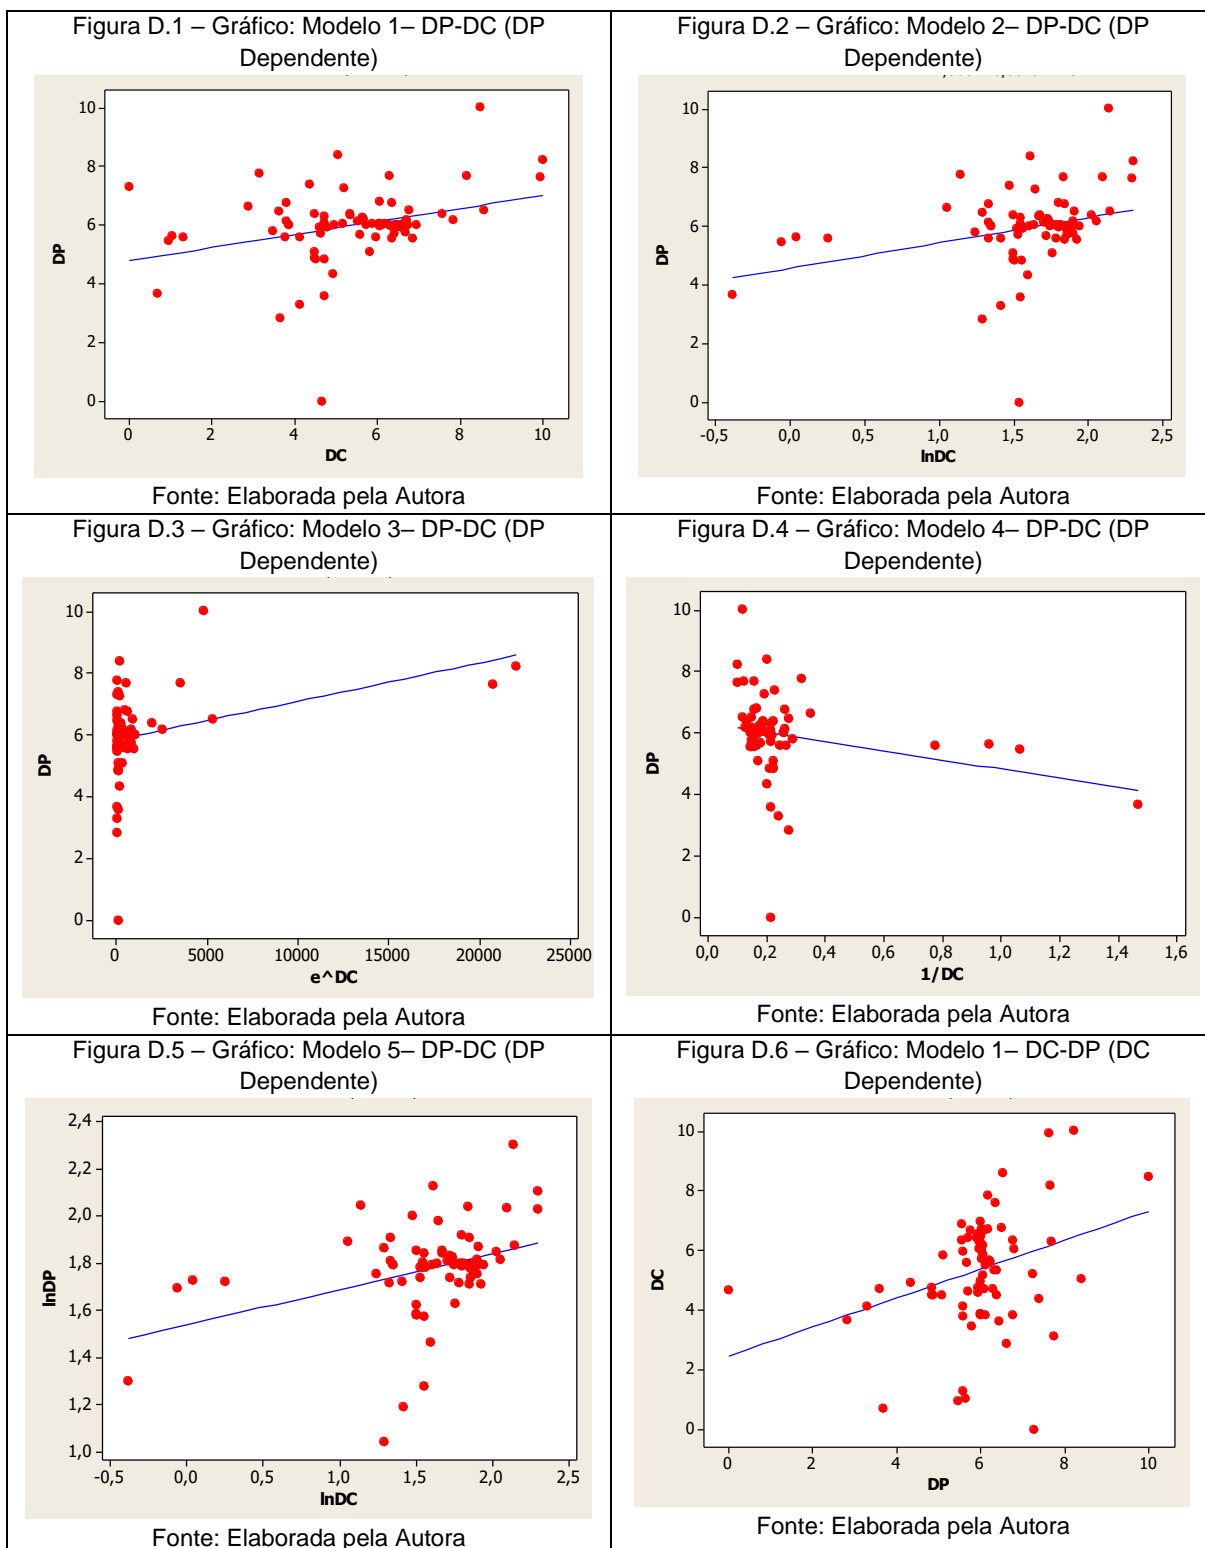 Figura D.1 – Gráfico: Modelo 1– DP-DC (DP
Dependente)
10
8
6
4
2
0
DP
0 2 4 6 8 10
DC
Fonte: Elaborada pela Autora
Figura D.2 – Gráfico: Modelo 2– DP-DC (DP
Dependente)
10
8
6
4
2
0
DP
-0,5 0,0 0,5 1,0 1,5 2,0 2,5
lnDC
Fonte: Elaborada pela Autora
Figura D.3 – Gráfico: Modelo 3– DP-DC (DP
Dependente)
10
8
6
4
2
0
DP
0 5000 10000 15000 20000 25000
e^DC
Fonte: Elaborada pela Autora
Figura D.4 – Gráfico: Modelo 4– DP-DC (DP
Dependente)
10
8
6
4
2
0
DP
0,0 0,2 0,4 0,6 0,8 1,0 1,2 1,4 1,6
1/DC
Fonte: Elaborada pela Autora
Figura D.5 – Gráfico: Modelo 5– DP-DC (DP
Dependente)
2,4
2,2
2,0
1,8
1,6
1,4
1,2
1,0
lnDP
-0,5 0,0 0,5 1,0 1,5 2,0 2,5
lnDC
Fonte: Elaborada pela Autora
Figura D.6 – Gráfico: Modelo 1– DC-DP (DC
Dependente)
10
8
6
4
2
0
DC
0 2 4 6 8 10
DP
Fonte: Elaborada pela Autora